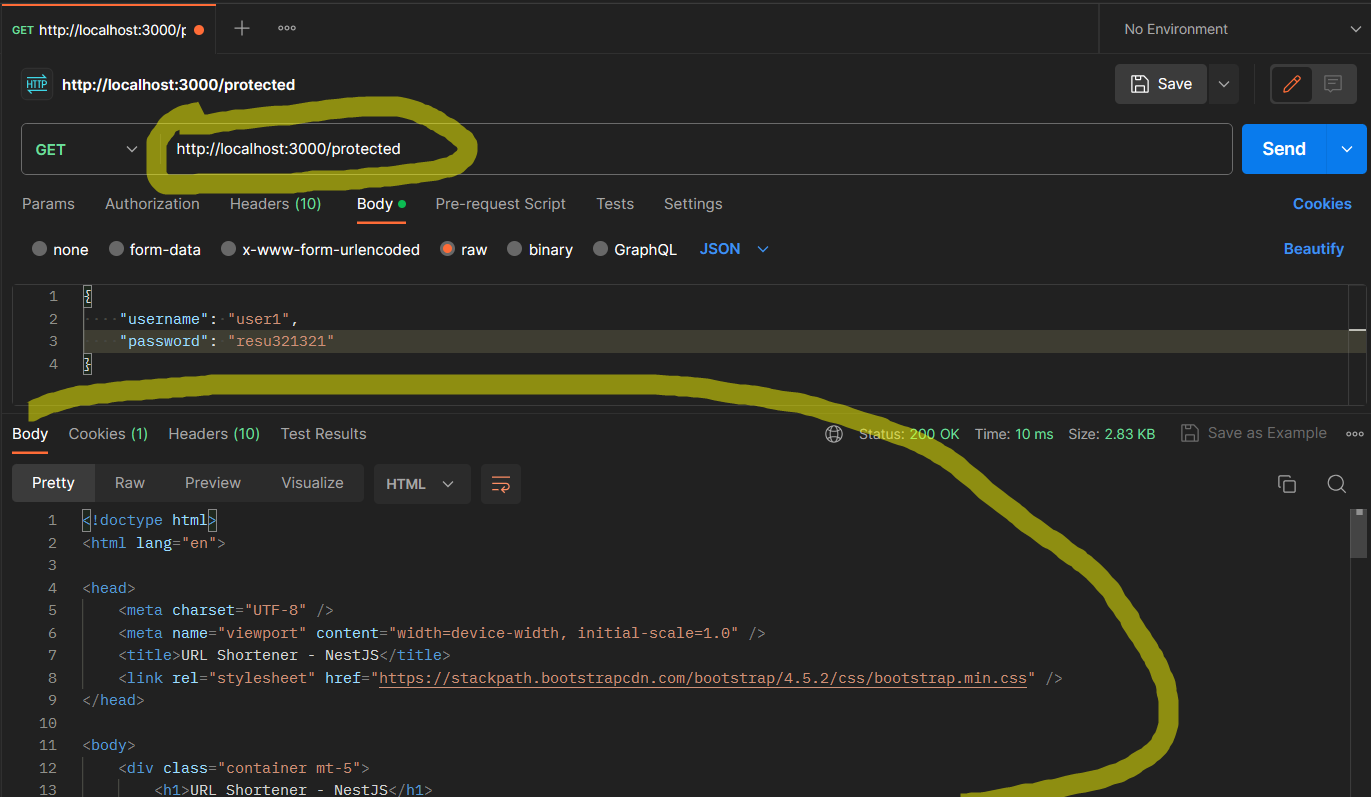 GET http://localhost:3000/p
No Environment
HTTP http://localhost:3000/protected
Save
GET http://localhost:3000/protected Send
Params Authorization Headers (10) Body Pre-request Script Tests Settings Cookies
none form-data x-www-form-urlencoded raw binary GraphQL JSON Beautify
1 {
2 "username": "user1",
3 "password": "resu321321"
4 }
Body Cookies (1) Headers (10) Test Results Status: 200 OK Time: 10 ms Size: 2.83 KB Save as Example
Pretty Raw Preview Visualize HTML
1 <!doctype html>
2 <html lang="en">
3
4 <head>
5 <meta charset="UTF-8" />
6 <meta name="viewport" content="width=device-width, initial-scale=1.0" />
7 <title>URL Shortener - NestJS</title>
8 <link rel="stylesheet" href="https://stackpath.bootstrapcdn.com/bootstrap/4.5.2/css/bootstrap.min.css" />
9 </head>
10
11 <body>
12 <div class="container mt-5">
13 <h1>URL Shortener - NestJS</h1>